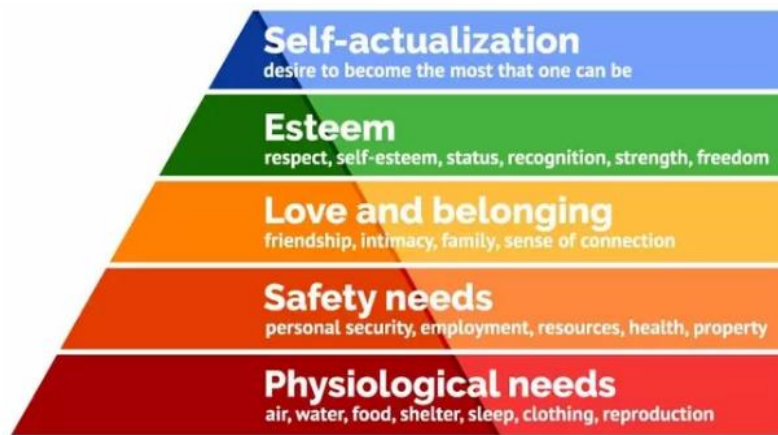 Self-actualization
desire to become the most that one can be
Esteem
respect, self-esteem, status, recognition, strength, freedom
Love and belonging
friendship, intimacy, family, sense of connection
Safety needs
personal security, employment, resources, health, property
Physiological needs
air, water, food, shelter, sleep, clothing, reproduction